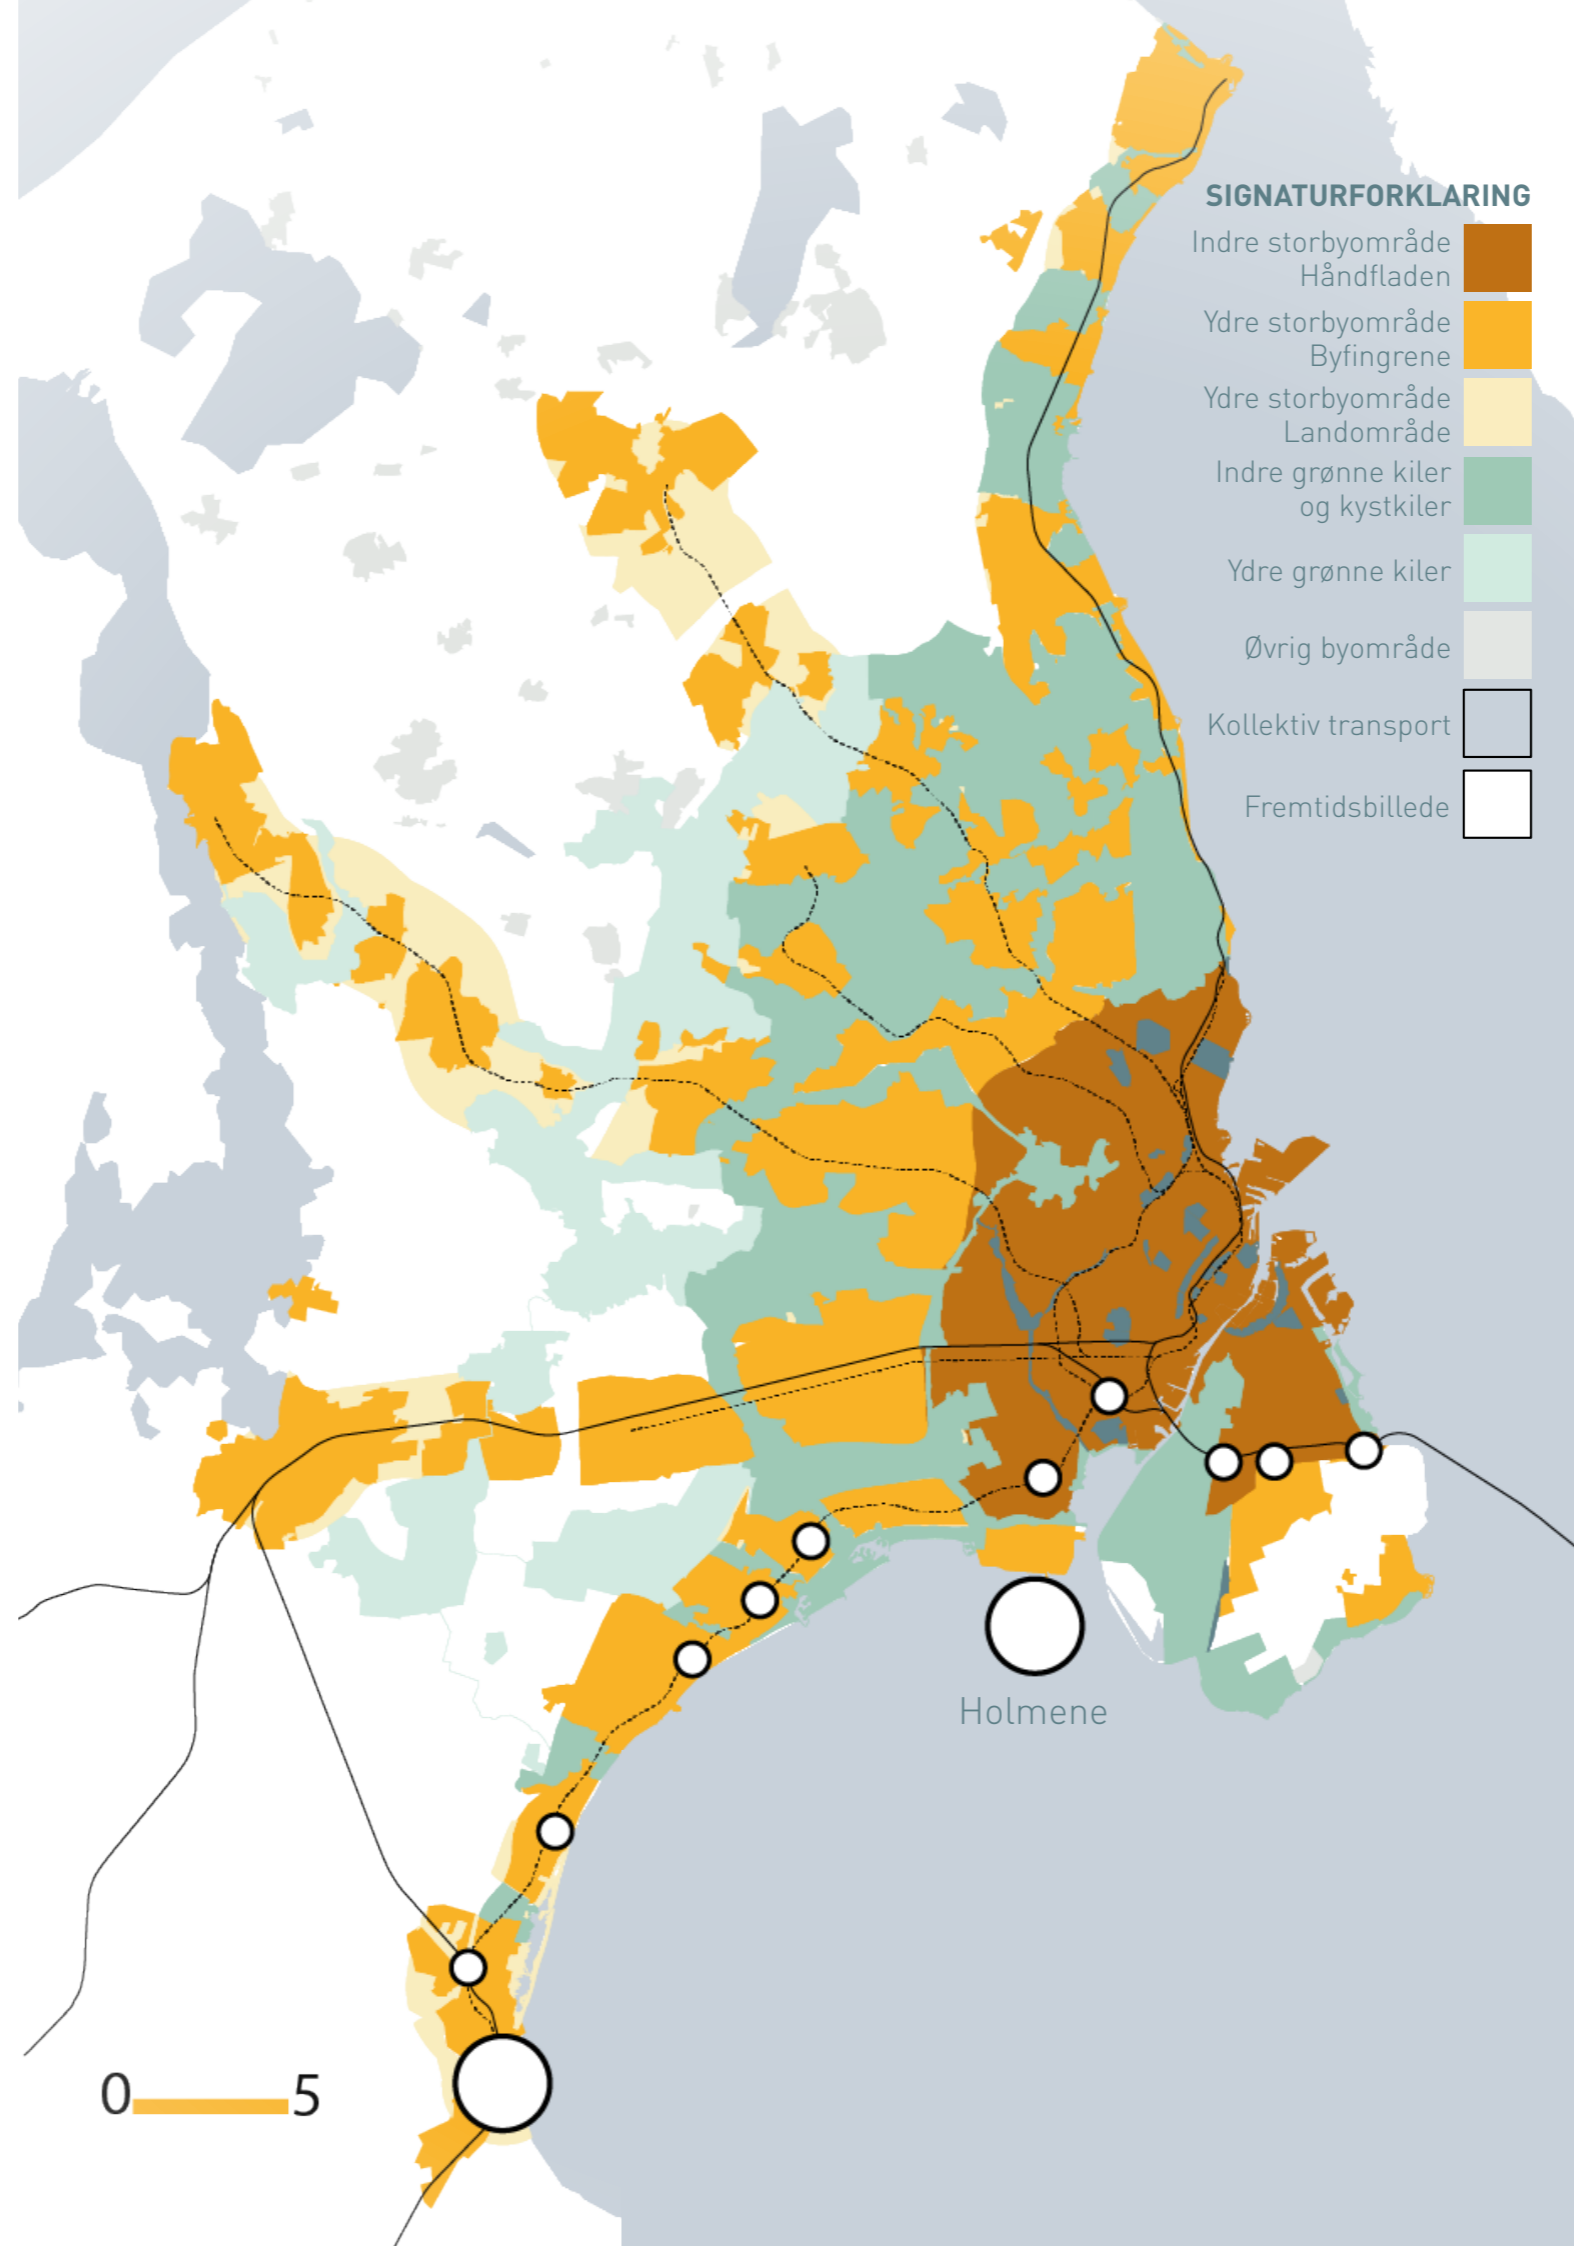 SIGNATURFORKLARING
Indre storbyområde
Håndfladen
Ydre storbyområde
Byfingrene
Ydre storbyområde
Landområde
Indre grønne kiler
og kystkiler
Ydre grønne kiler
Øvrig byområde
Kollektiv transport
Fremtidsbillede
Holmene
0 5